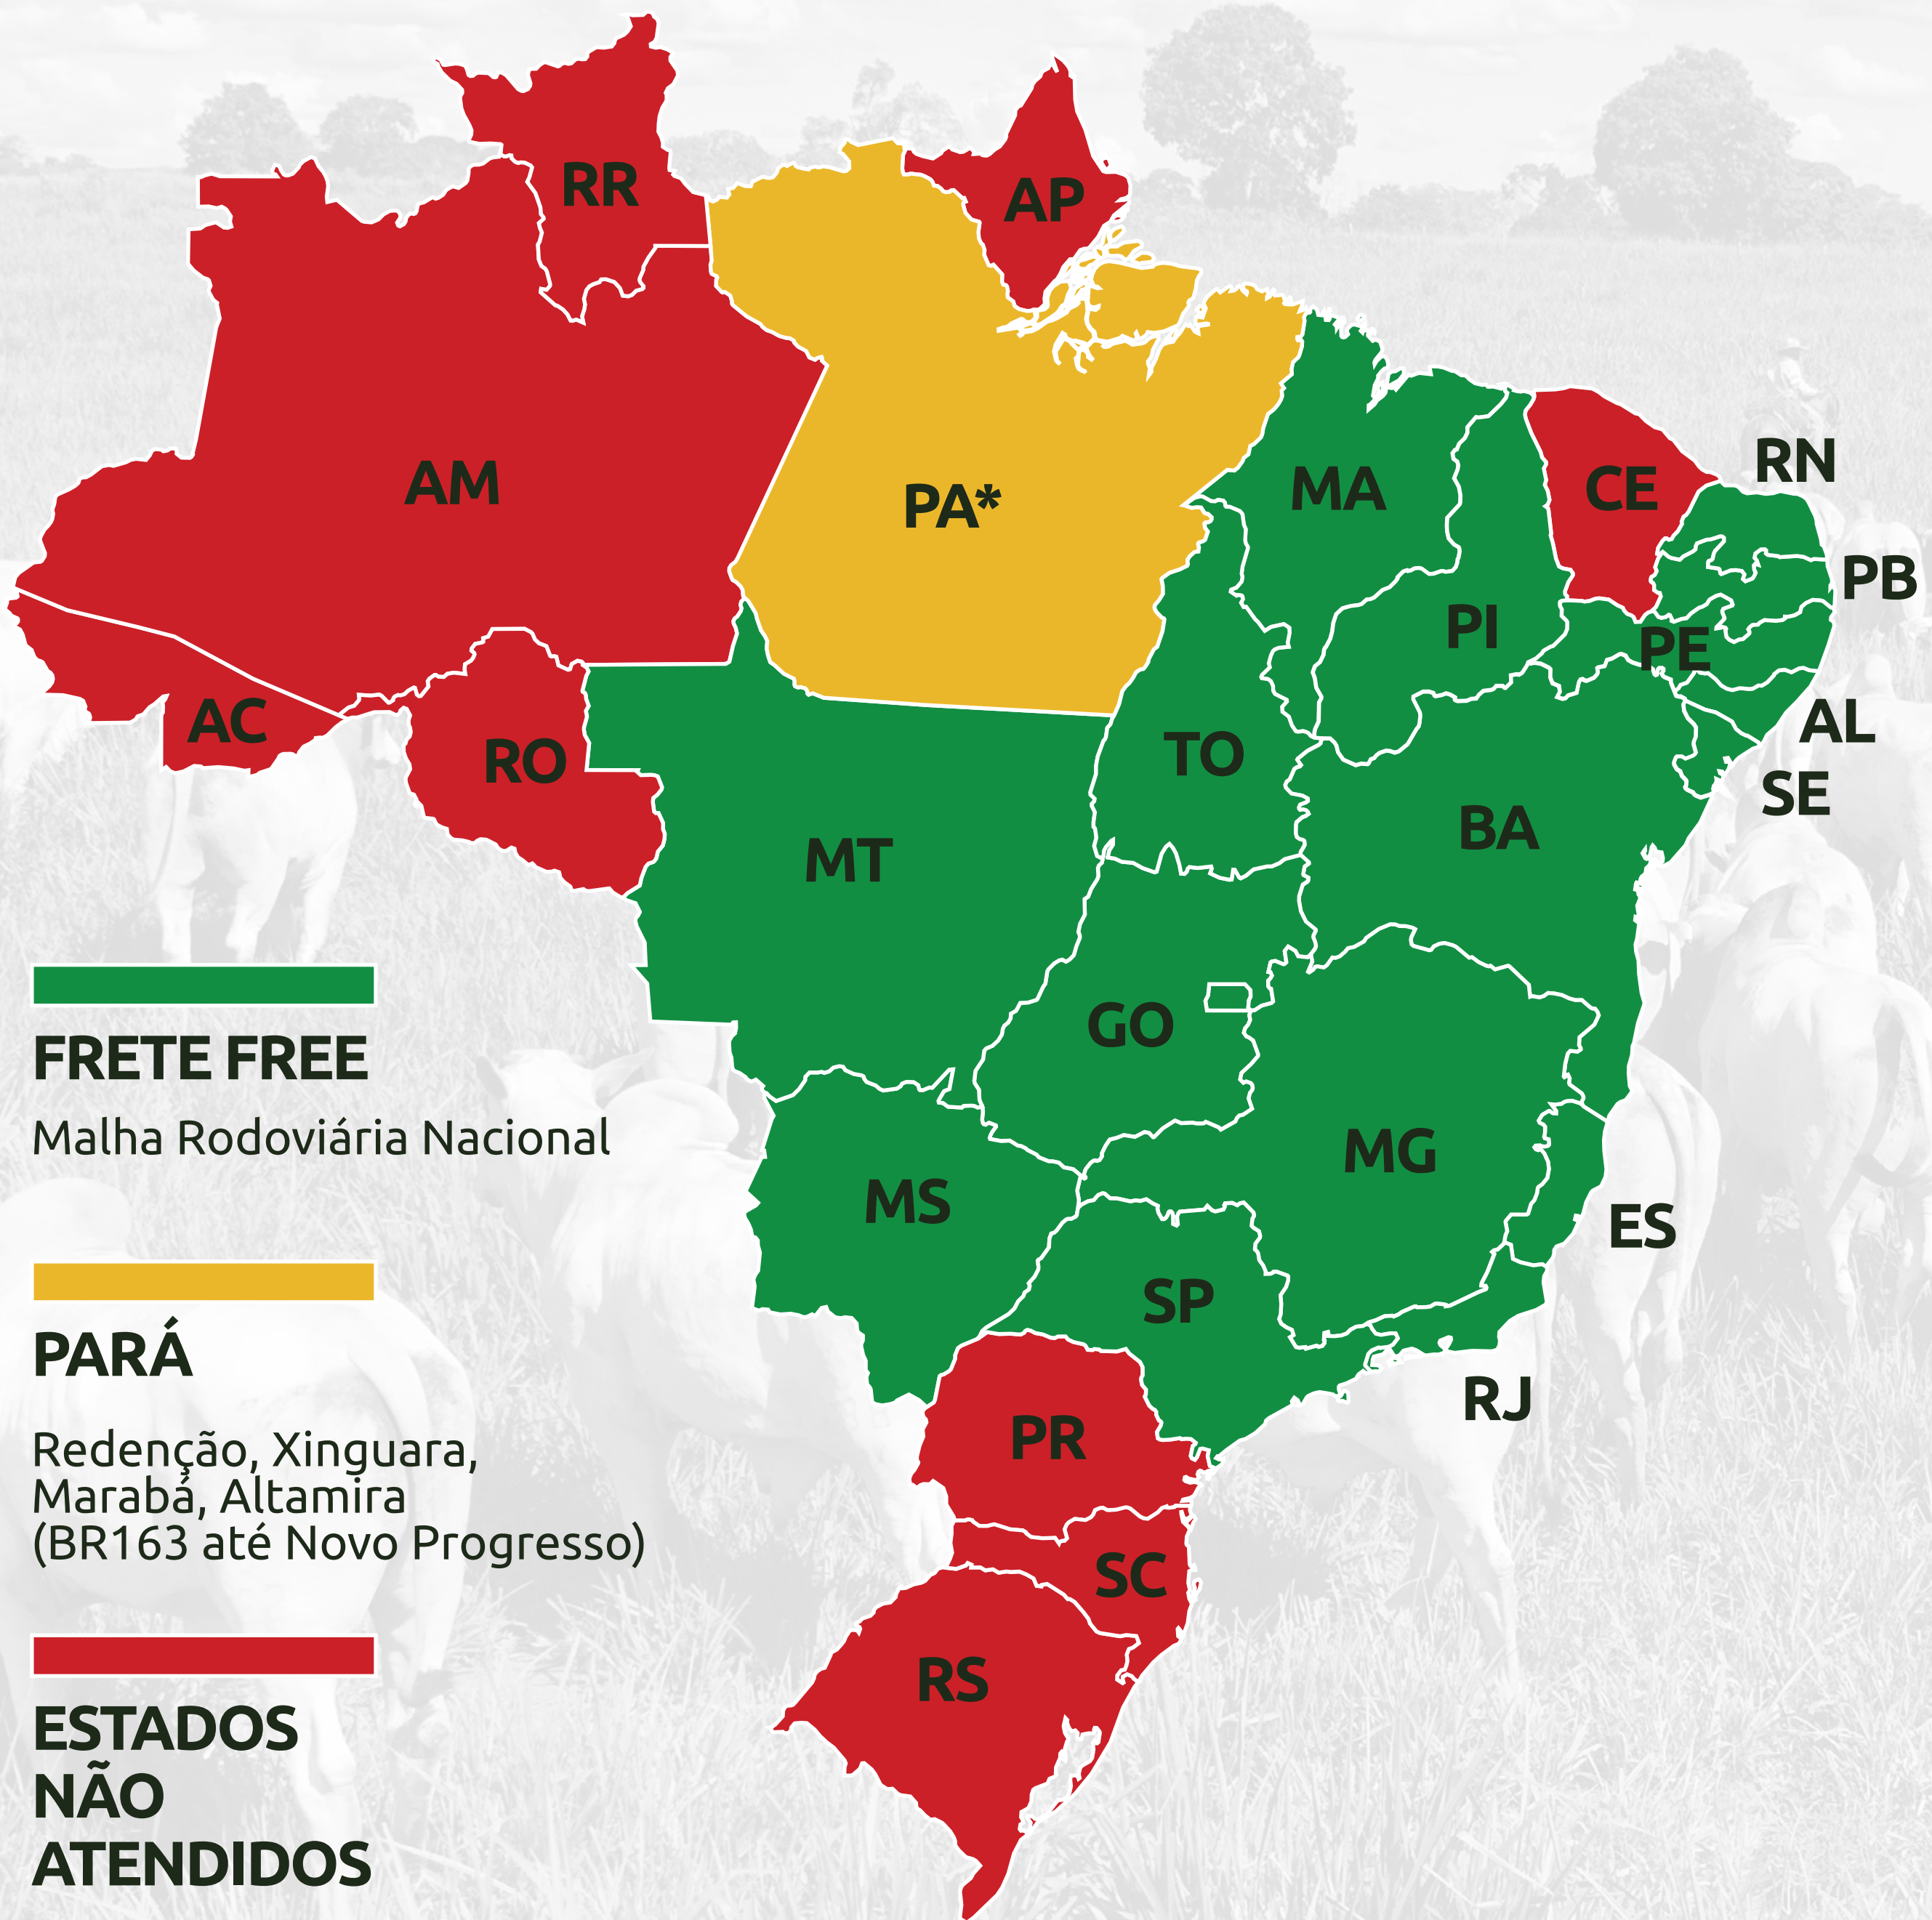 RR
AP
AM
PA*
MA
CE
RN
PB
PI
PE
AC
RO
TO
AL
SE
BA
MT
GO
MG
MS
ES
SP
RJ
PR
SC
RS
FRETE FREE
Malha Rodoviária Nacional
PARÁ
Redenção, Xinguara,
Marabá, Altamira
(BR163 até Novo Progresso)
ESTADOS
NÃO
ATENDIDOS